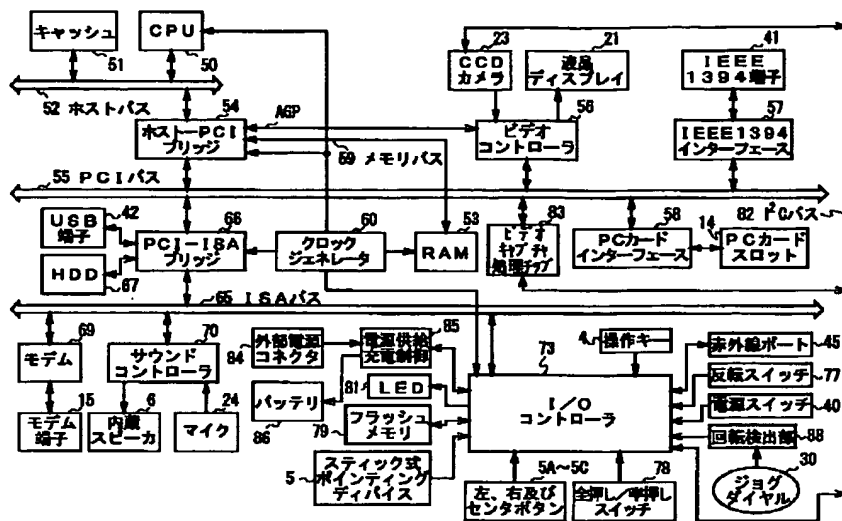 キャッシュ
51
CPU
50
23
CCD
カメラ
21
液晶
ディスプレイ
41
IEEE
1394端子
52 ホストバス
54
AGP
56
57
ホスト-PCI
ブリッジ
59 メモリバス
ビデオ
コントローラ
IEEE1394
インターフェース
55 PCIバス
42
USB
端子
66
PCI-ISA
ブリッジ
60
クロック
ジェネレータ
53
RAM
83
ビデオ
キャプチャ
処理チップ
58
PCカード
インターフェース
14
82 I²Cバス
PCカード
スロット
HDD
67
65 ISAバス
69
モデム
70
サウンド
コントローラ
84
外部電源
コネクタ
電源供給
充電制御
85
4
操作キー
赤外線ポート
45
81
LED
73
I/O
コントローラ
反転スイッチ
77
バッテリ
86
79
フラッシュ
メモリ
電源スイッチ
40
15
モデム
端子
6
内蔵
スピーカ
24
マイク
回転検出部
88
5
スティック式
ポインティング
ディバイス
5A～5C
左、右及び
センタボタン
78
全押し/半押し
スイッチ
30
ジョグ
ダイヤル